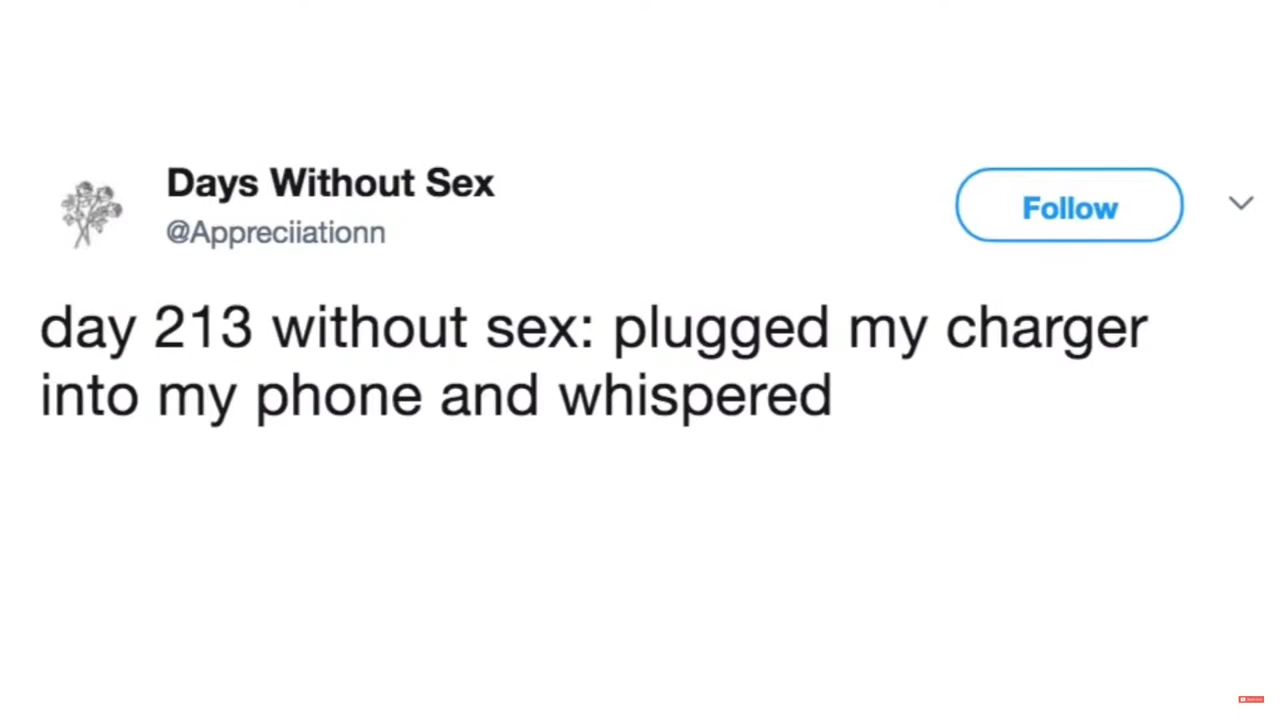 Days Without Sex
@Appreciiationn
Follow
day 213 without sex: plugged my charger
into my phone and whispered